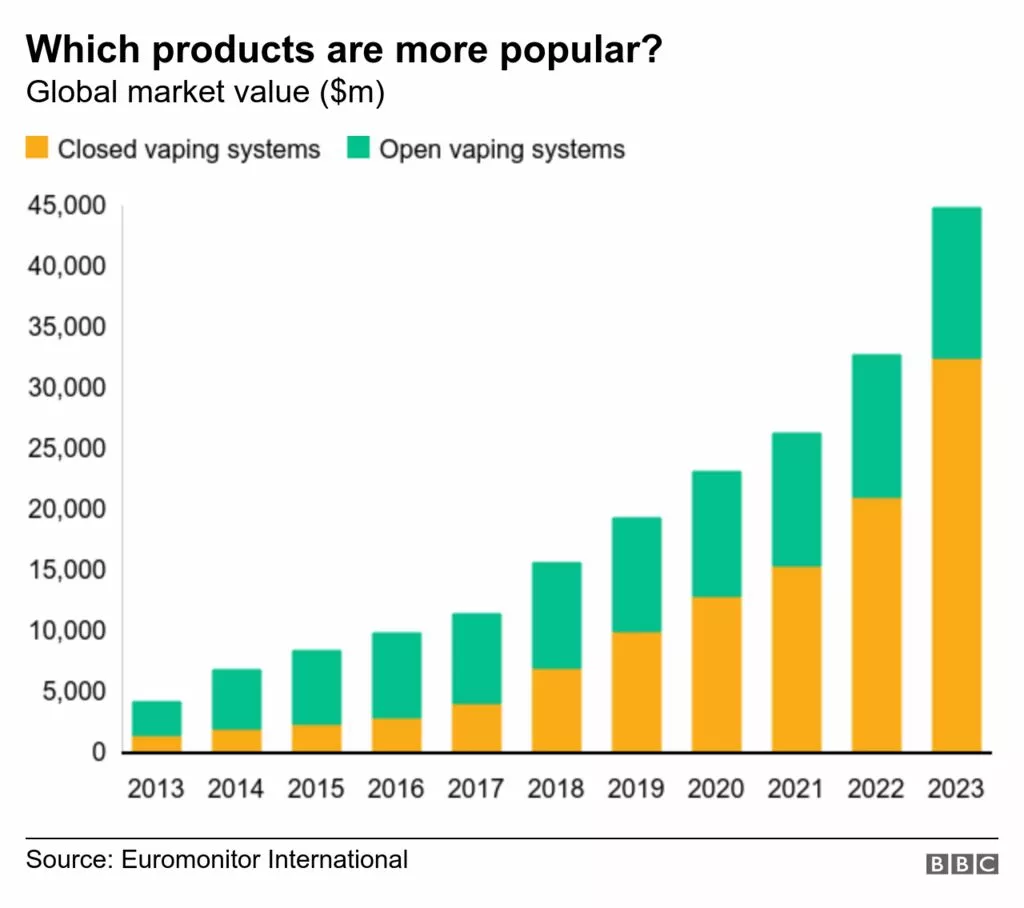 Which products are more popular?
Global market value ($m)
Closed vaping systems Open vaping systems
45,000
40,000
35,000
30,000
25,000
20,000
15,000
10,000
5,000
0
2013 2014 2015 2016 2017 2018 2019 2020 2021 2022 2023
Source: Euromonitor International
BBC